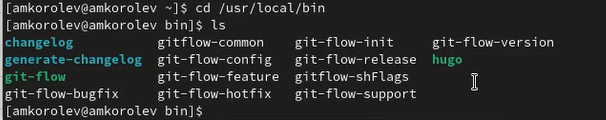 [amkorolev@amkorolev ~]$ cd /usr/local/bin
[amkorolev@amkorolev bin]$ ls
changelog gitflow-common git-flow-init git-flow-version
generate-changelog git-flow-config git-flow-release hugo
git-flow git-flow-feature gitflow-shFlags
git-flow-bugfix git-flow-hotfix git-flow-support
[amkorolev@amkorolev bin]$